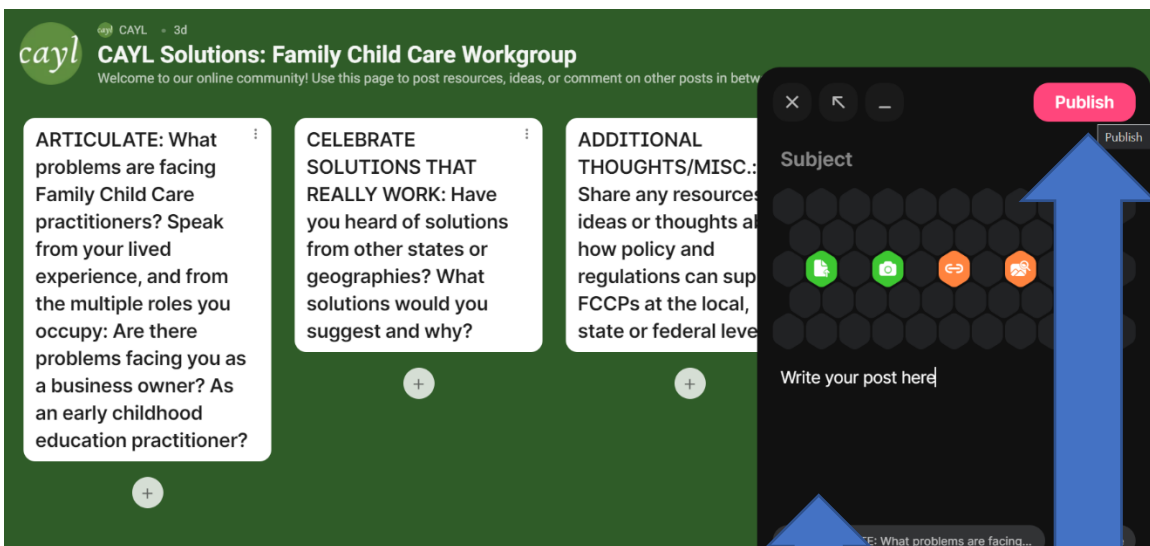 cayl
cayl CAYL • 3d
CAYL Solutions: Family Child Care Workgroup
Welcome to our online community! Use this page to post resources, ideas, or comment on other posts in
ARTICULATE: What
problems are facing
Family Child Care
practitioners? Speak
from your lived
experience, and from
the multiple roles you
occupy: Are there
problems facing you as
a business owner? As
an early childhood
education practitioner?
CELEBRATE
SOLUTIONS THAT
REALLY WORK: Have
you heard of solutions
from other states or
geographies? What
solutions would you
suggest and why?
ADDITIONAL
THOUGHTS/MISC.:
Share any resources
ideas or thoughts
how policy and
regulations can
FCCPs at the local,
state or federal
Publish
Publish
Subject
Write your post here
What problems are facing...